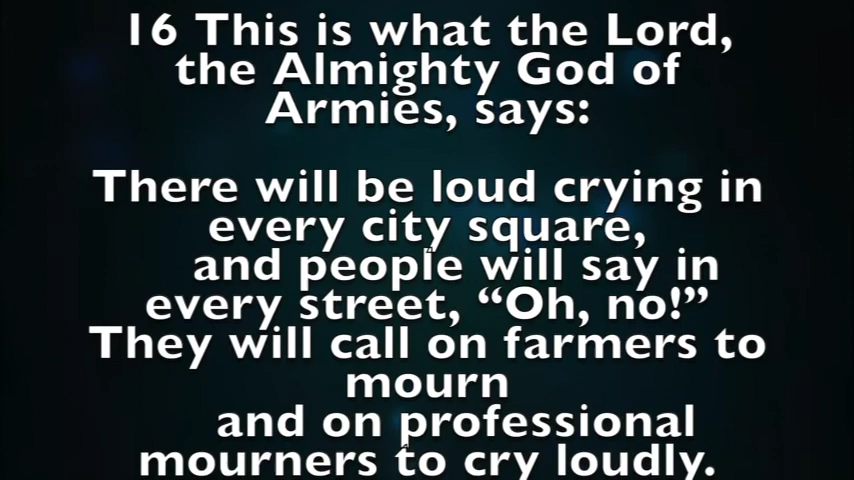 16 This is what the Lord,
the Almighty God of
Armies, says:
There will be loud crying in
every city square,
and people will say in
every street, “Oh, no!”
They will call on farmers to
mourn
and on professional
mourners to cry loudly.